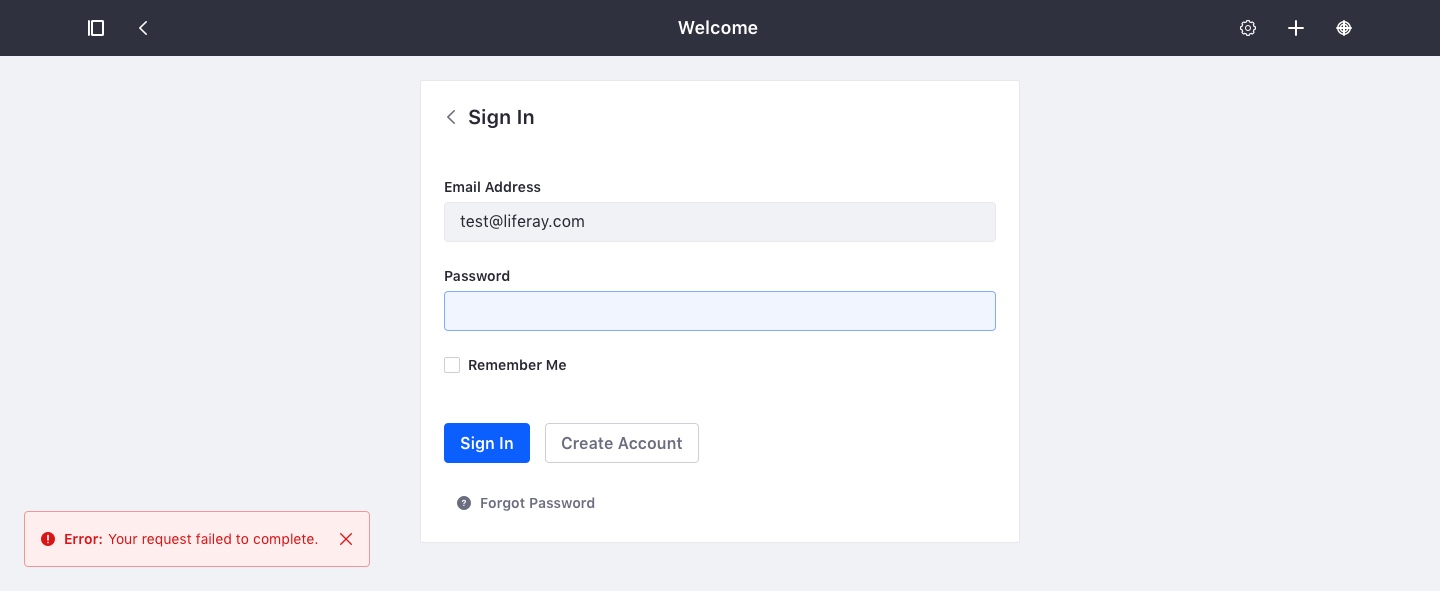 Welcome
Sign In
Email Address
test@liferay.com
Password
Remember Me
Sign In Create Account
Forgot Password
Error: Your request failed to complete.